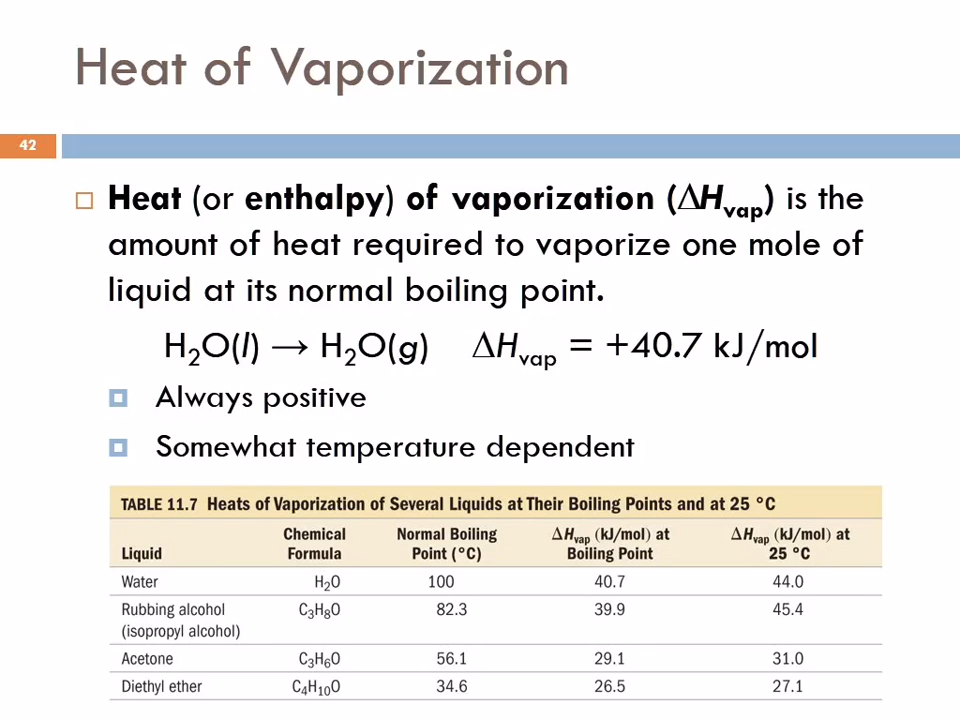 Heat of Vaporization
42
Heat (or enthalpy) of vaporization (∆Hvap) is the
amount of heat required to vaporize one mole of
liquid at its normal boiling point.
H₂O(l) → H₂O(g) ∆Hvap = +40.7 kJ/mol
Always positive
Somewhat temperature dependent
TABLE 11.7 Heats of Vaporization of Several Liquids at Their Boiling Points and at 25 °C
Liquid Chemical Formula Normal Boiling Point (°C) ∆Hvap (kJ/mol) at Boiling Point ∆Hvap (kJ/mol) at 25 °C
Water H₂O 100 40.7 44.0
Rubbing alcohol (isopropyl alcohol) C₃H₈O 82.3 39.9 45.4
Acetone C₃H₆O 56.1 29.1 31.0
Diethyl ether C₄H₁₀O 34.6 26.5 27.1